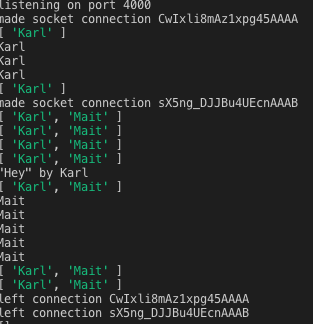 listening on port 4000
made socket connection CwIxli8mAz1xpg45AAAA
[ 'Karl' ]
Karl
Karl
Karl
[ 'Karl' ]
made socket connection sX5ng_DJJBu4UEcnAAAB
[ 'Karl', 'Mait' ]
[ 'Karl', 'Mait' ]
[ 'Karl', 'Mait' ]
[ 'Karl', 'Mait' ]
"Hey" by Karl
[ 'Karl', 'Mait' ]
Mait
Mait
Mait
Mait
Mait
[ 'Karl', 'Mait' ]
[ 'Karl', 'Mait' ]
left connection CwIxli8mAz1xpg45AAAA
left connection sX5ng_DJJBu4UEcnAAAB